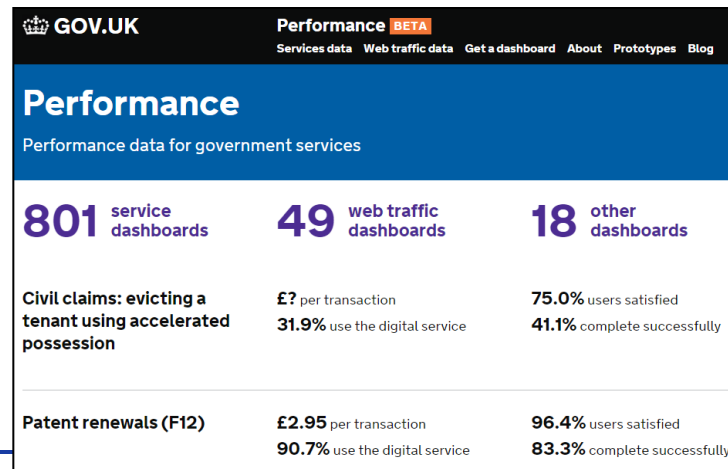 GOV.UK
Performance BETA
Services data Web traffic data Get a dashboard About Prototypes Blog
Performance
Performance data for government services
801 service dashboards
49 web traffic dashboards
18 other dashboards
Civil claims: evicting a
tenant using accelerated
possession
£? per transaction
31.9% use the digital service
75.0% users satisfied
41.1% complete successfully
Patent renewals (F12)
£2.95 per transaction
90.7% use the digital service
96.4% users satisfied
83.3% complete successfully